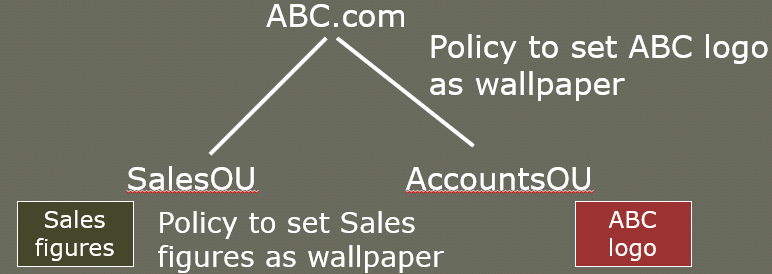 ABC.com
Policy to set ABC logo
as wallpaper
SalesOU
AccountsOU
Sales
figures
Policy to set Sales
figures as wallpaper
ABC
logo